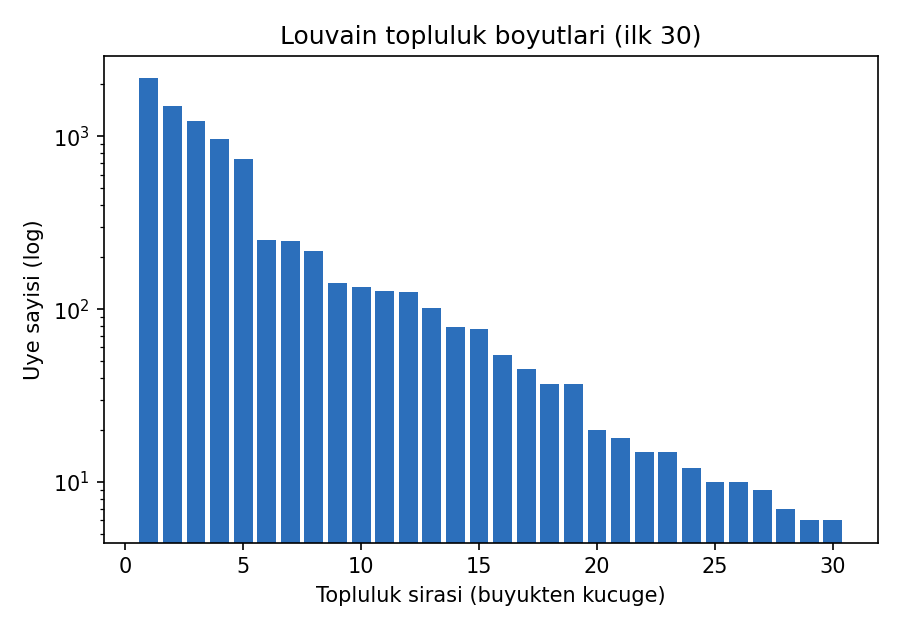 Louvain topluluk boyutlari (ilk 30)
Uye sayisi (log)
10³
10²
10¹
0 5 10 15 20 25 30
Topluluk sirasi (buyukten kucuge)